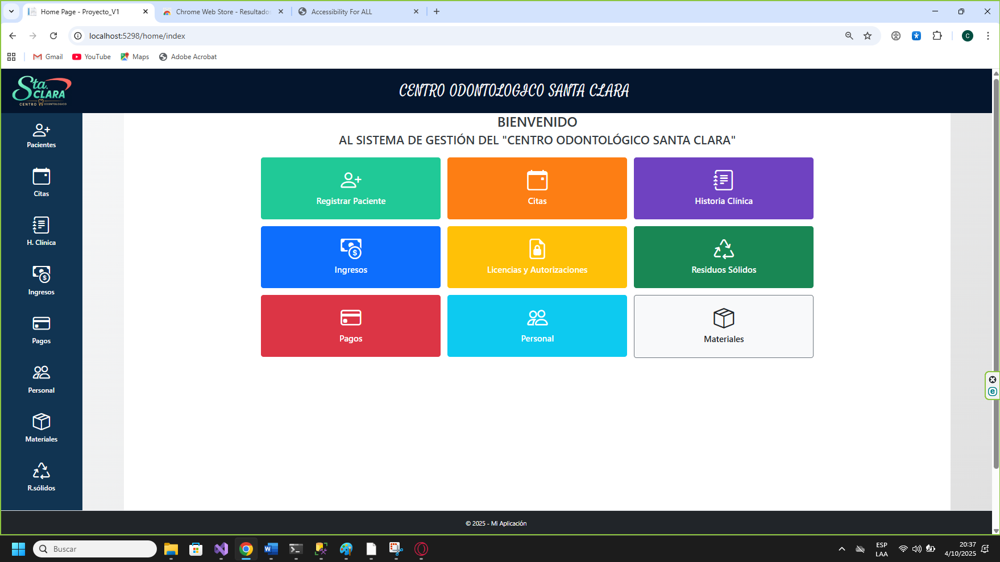 Home Page - Proyecto_V1
Chrome Web Store - Resultados
Accessibility For ALL
localhost:5298/home/index
C
Gmail
YouTube
Maps
Adobe Acrobat
Sta.
CLARA
CENTRO ODONTOLOGICO
CENTRO ODONTOLOGICO SANTA CLARA
Pacientes
Citas
H. Clínica
Ingresos
Pagos
Personal
Materiales
R.sólidos
BIENVENIDO
AL SISTEMA DE GESTIÓN DEL "CENTRO ODONTOLÓGICO SANTA CLARA"
Registrar Paciente
Citas
Historia Clínica
Ingresos
Licencias y Autorizaciones
Residuos Sólidos
Pagos
Personal
Materiales
© 2025 - Mi Aplicación
Buscar
ESP
LAA
20:37
4/10/2025